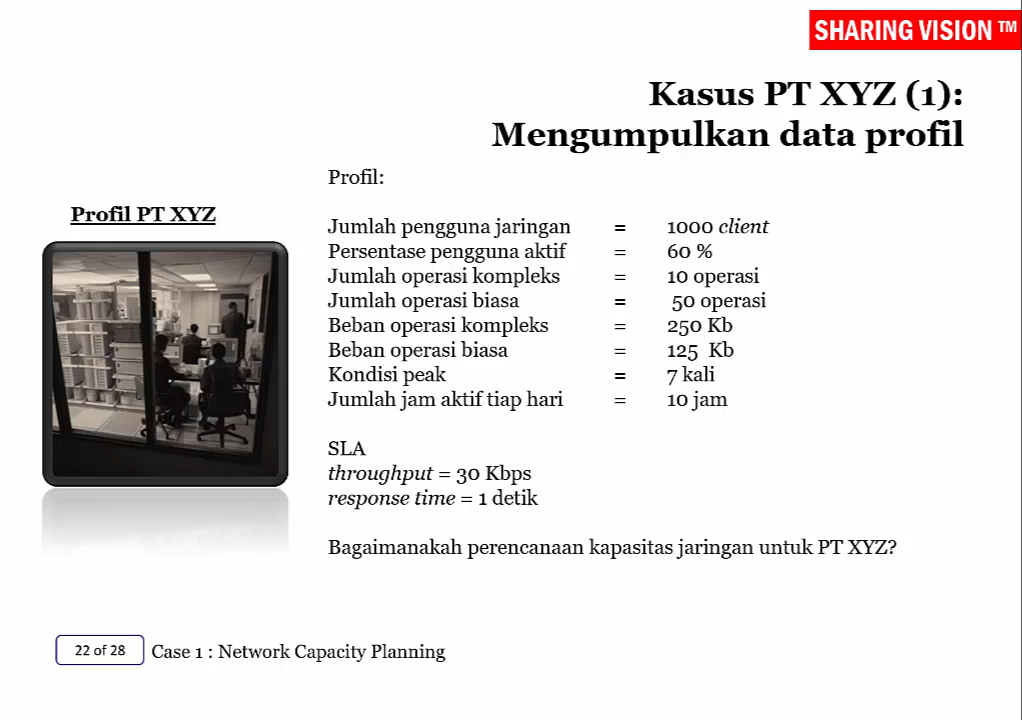 SHARING VISION ™
Kasus PT XYZ (1):
Mengumpulkan data profil
Profil PT XYZ
Profil:
Jumlah pengguna jaringan = 1000 client
Persentase pengguna aktif = 60 %
Jumlah operasi kompleks = 10 operasi
Jumlah operasi biasa = 50 operasi
Beban operasi kompleks = 250 Kb
Beban operasi biasa = 125 Kb
Kondisi peak = 7 kali
Jumlah jam aktif tiap hari = 10 jam
SLA
throughput = 30 Kbps
response time = 1 detik
Bagaimanakah perencanaan kapasitas jaringan untuk PT XYZ?
22 of 28
Case 1 : Network Capacity Planning